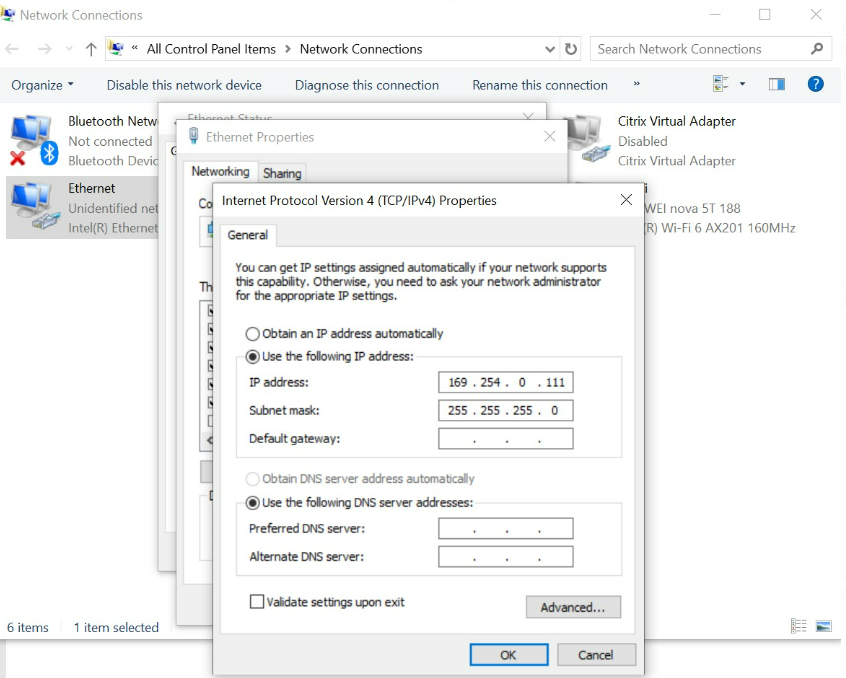 Network Connections
« All Control Panel Items > Network Connections
Search Network Connections
Organize Disable this network device Diagnose this connection Rename this connection »
Bluetooth Netw
Not connected
Bluetooth Devic
Ethernet
Unidentified net
Intel(R) Ethernet
Citrix Virtual Adapter
Disabled
Citrix Virtual Adapter
i
WEI nova 5T 188
(R) Wi-Fi 6 AX201 160MHz
Ethernet Status
G
Ethernet Properties
Networking Sharing
Co
Th
Internet Protocol Version 4 (TCP/IPv4) Properties
General
You can get IP settings assigned automatically if your network supports
this capability. Otherwise, you need to ask your network administrator
for the appropriate IP settings.
Obtain an IP address automatically
Use the following IP address:
IP address: 169 . 254 . 0 . 111
Subnet mask: 255 . 255 . 255 . 0
Default gateway: . . .
Obtain DNS server address automatically
Use the following DNS server addresses:
Preferred DNS server: . . .
Alternate DNS server: . . .
Validate settings upon exit
Advanced...
OK Cancel
6 items 1 item selected